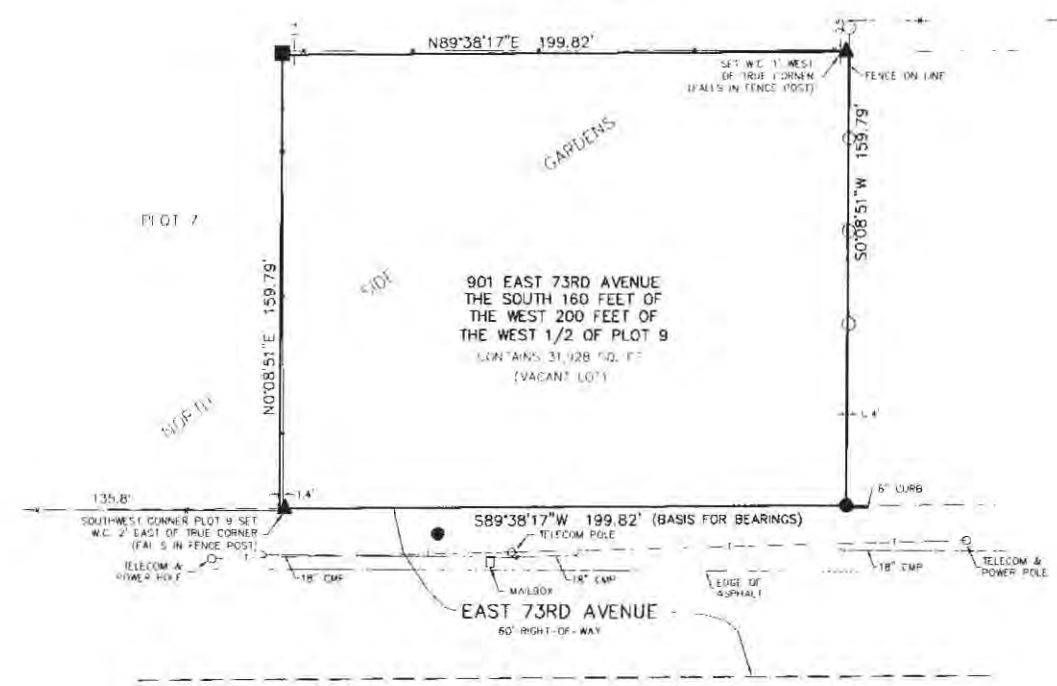 N89°38'17"E 199.82'
SET W.C. 1' WEST
OF TRUE CORNER
(FALLS IN FENCE POST)
FENCE ON LINE
S0°08'51"W 159.79'
GARDENS
PLOT 7
SIDE
N0°08'51"E 159.79'
901 EAST 73RD AVENUE
THE SOUTH 160 FEET OF
THE WEST 200 FEET OF
THE WEST 1/2 OF PLOT 9
CONTAINS 31,928 SQ. FT.
(VACANT LOT)
NORTH
135.8'
1.4'
6" CURB
SOUTHWEST CORNER PLOT 9 SET
W.C. 2' EAST OF TRUE CORNER
(FALLS IN FENCE POST)
S89°38'17"W 199.82' (BASIS FOR BEARINGS)
TELECOM POLE
TELECOM &
POWER POLE
18" CMP
MAILBOX
18" CMP
EDGE OF
ASPHALT
18" CMP
TELECOM &
POWER POLE
EAST 73RD AVENUE
60' RIGHT-OF-WAY